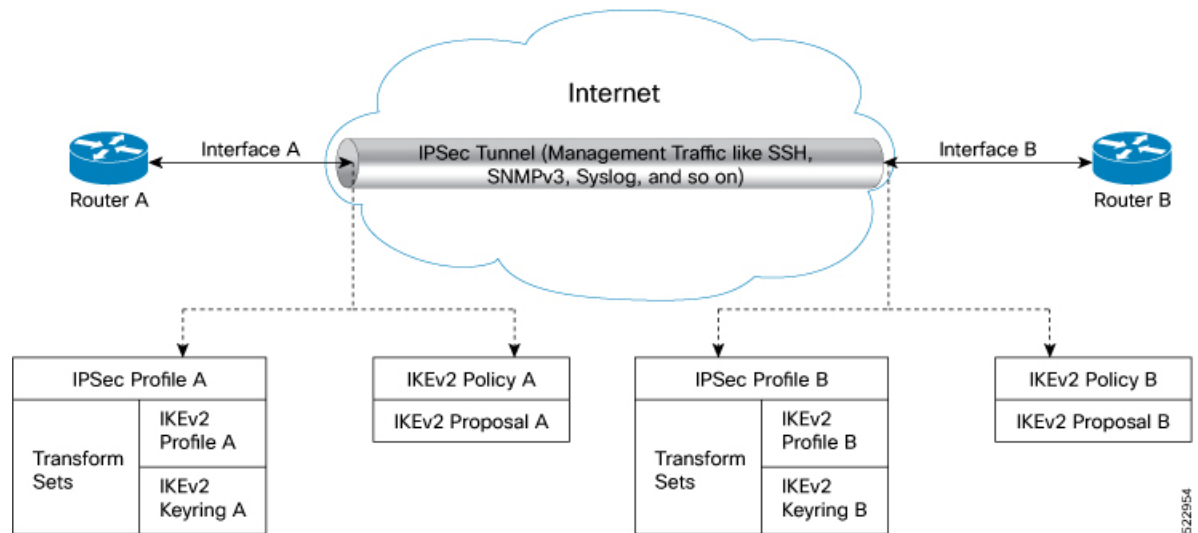 Internet
Interface A
IPSec Tunnel (Management Traffic like SSH,
SNMPv3, Syslog, and so on)
Interface B
Router A
Router B
IPSec Profile A
Transform
Sets
IKEv2
Profile A
IKEv2
Keyring A
IKEv2 Policy A
IKEv2 Proposal A
IPSec Profile B
Transform
Sets
IKEv2
Profile B
IKEv2
Keyring B
IKEv2 Policy B
IKEv2 Proposal B
522954